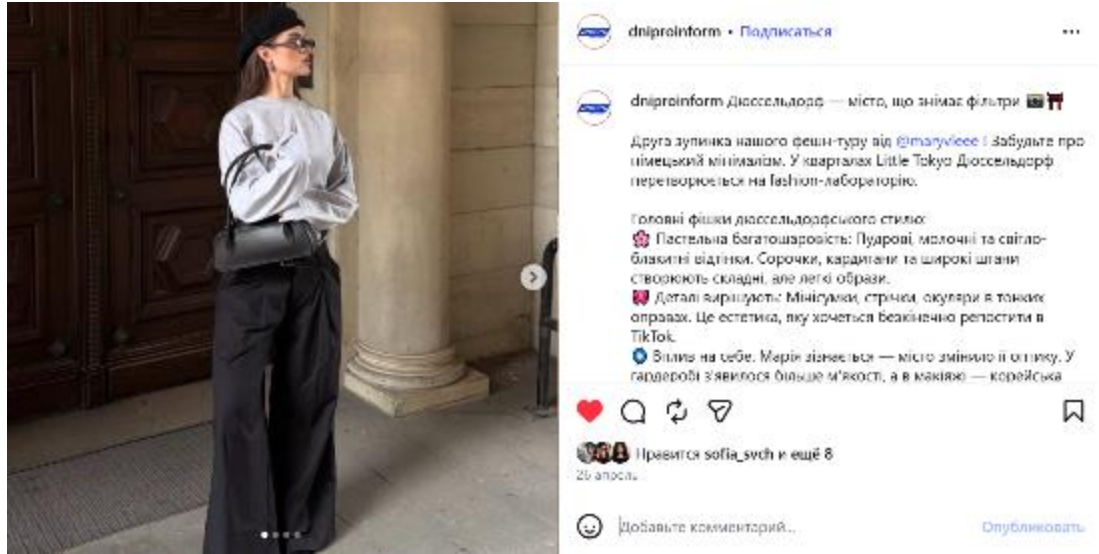 dniproinform • Подписаться
dniproinform Дюссельдорф — місто, що знімає фільтри
Друга зупинка нашого фешн-туру від @maryvleee ! Забудьте про
німецький мінімалізм. У кварталах Little Tokyo Дюссельдорф
перетворюється на fashion-лабораторію.
Головні фішки дюссельдорфського стилю:
Пастельна багатошаровість: Пудрові, молочні та світло-
блакитні відтінки. Сорочки, кардигани та широкі штани
створюють складні, але легкі образи.
Деталі вирішують: Мінісумки, стрічки, окуляри в тонких
оправах. Це естетика, яку хочеться безкінечно репостити в
TikTok.
Вплив на себе. Марія зізнається — місто змінило її оптику. У
гардеробі з'явилося більше м'якості, а в макіяжі — корейська
Нравится sofia_svch и ещё 8
26 апрель
Добавьте комментарий...
Опубликовать